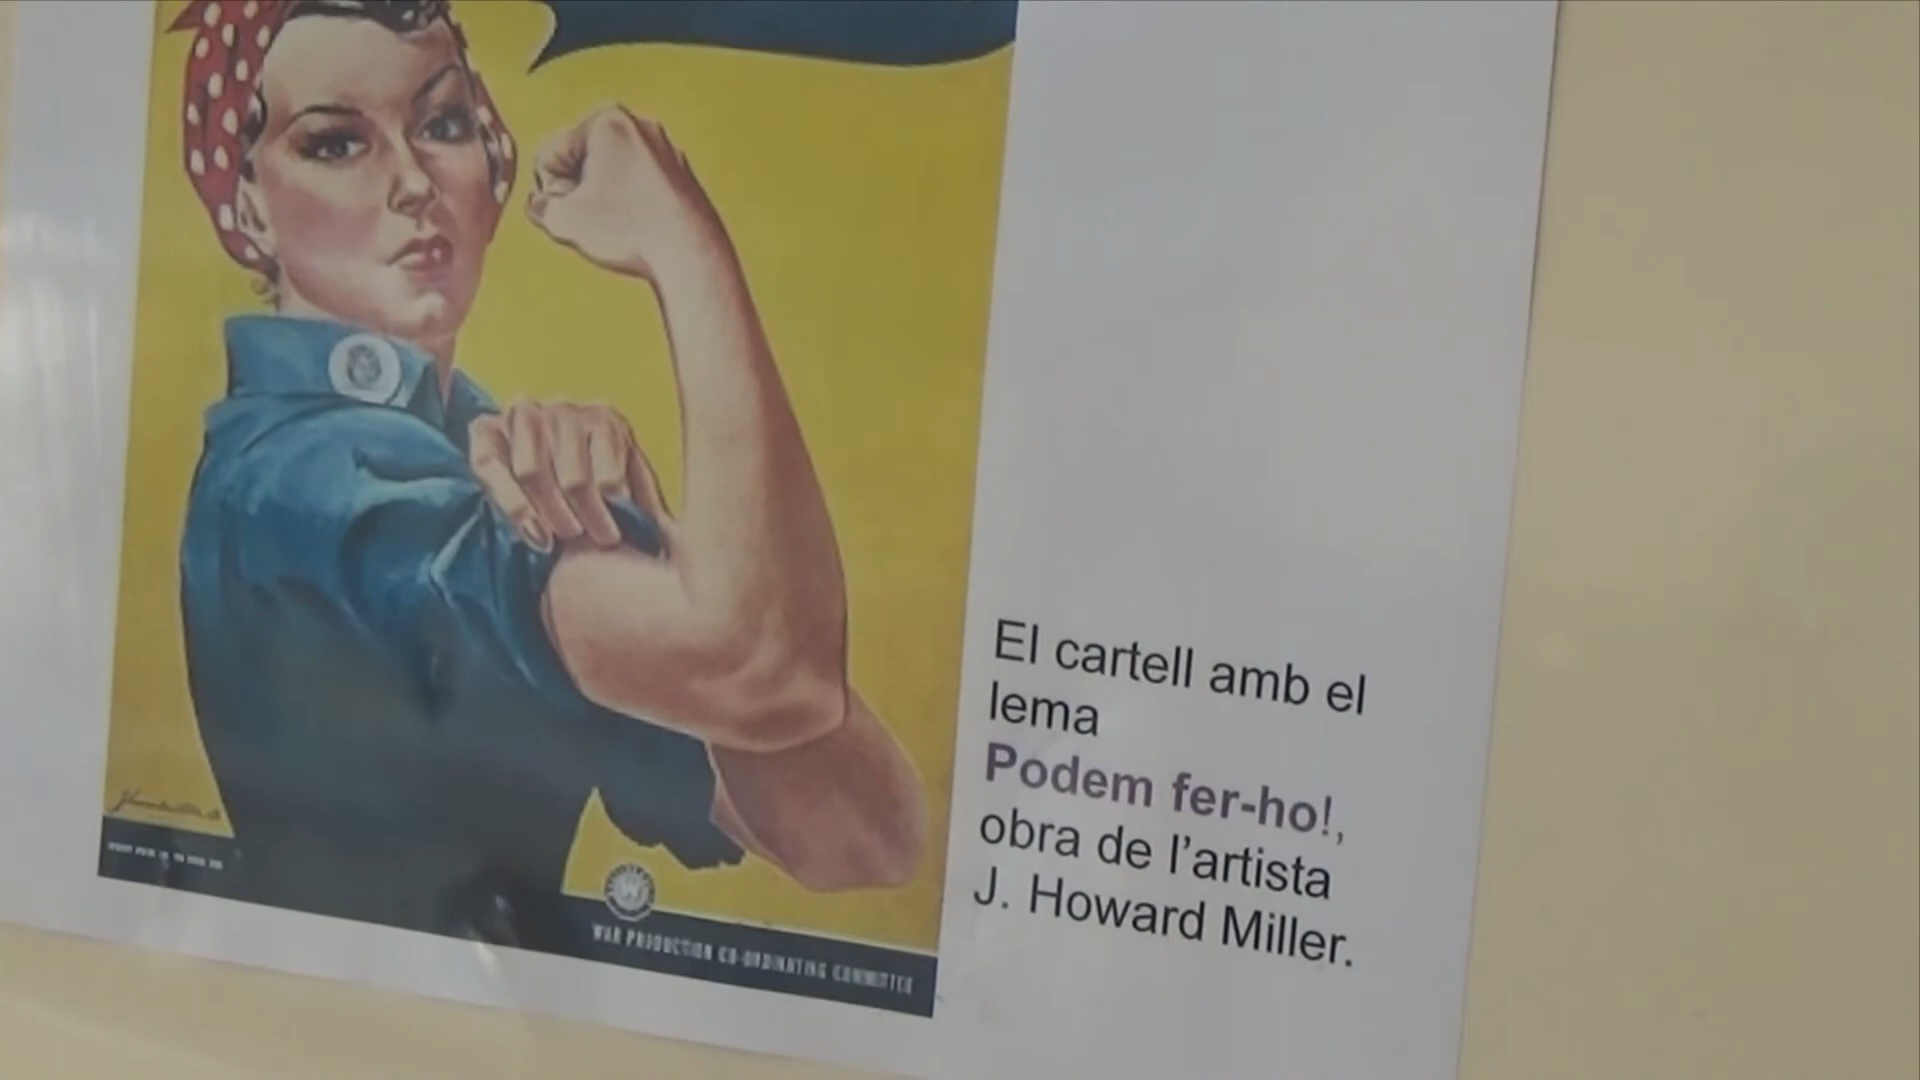 El cartell amb el
lema
Podem fer-ho!,
obra de l'artista
J. Howard Miller.
WAR PRODUCTION CO-ORDINATING COMMITTEE